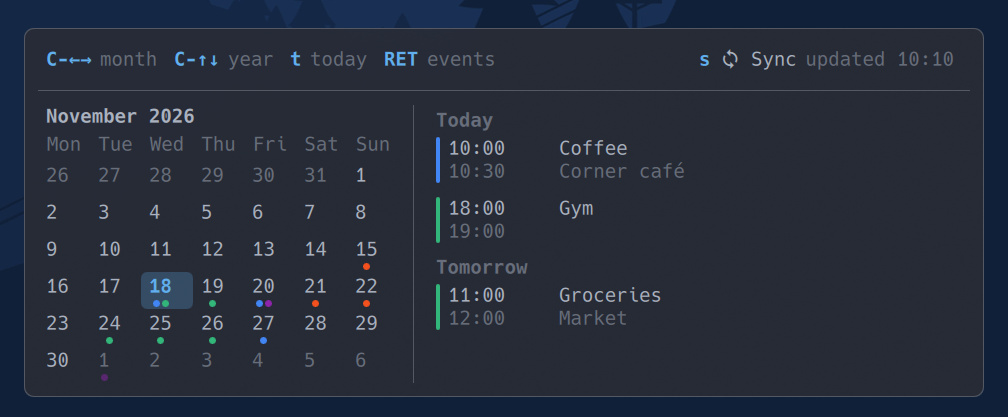 C-←→ month C-↑↓ year t today RET events s Sync updated 10:10
November 2026
Mon Tue Wed Thu Fri Sat Sun
26 27 28 29 30 31 1
2 3 4 5 6 7 8
9 10 11 12 13 14 15
16 17 18 19 20 21 22
23 24 25 26 27 28 29
30 1 2 3 4 5 6
Today
10:00 Coffee
10:30 Corner café
18:00 Gym
19:00
Tomorrow
11:00 Groceries
12:00 Market